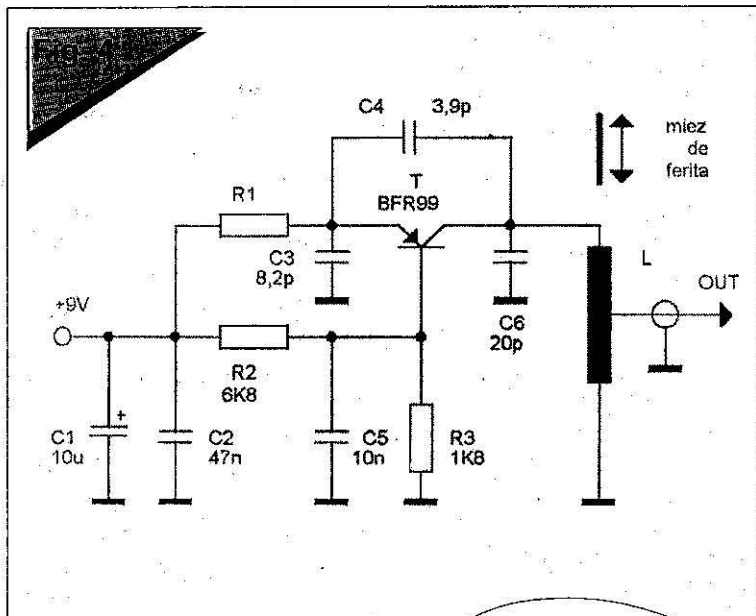 C4 3,9p
miez
de
ferita
T
BFR99
R1
C3
8,2p
L
OUT
+9V
C6
20p
R2
6K8
+
C1
10u
C2
47n
C5
10n
R3
1K8